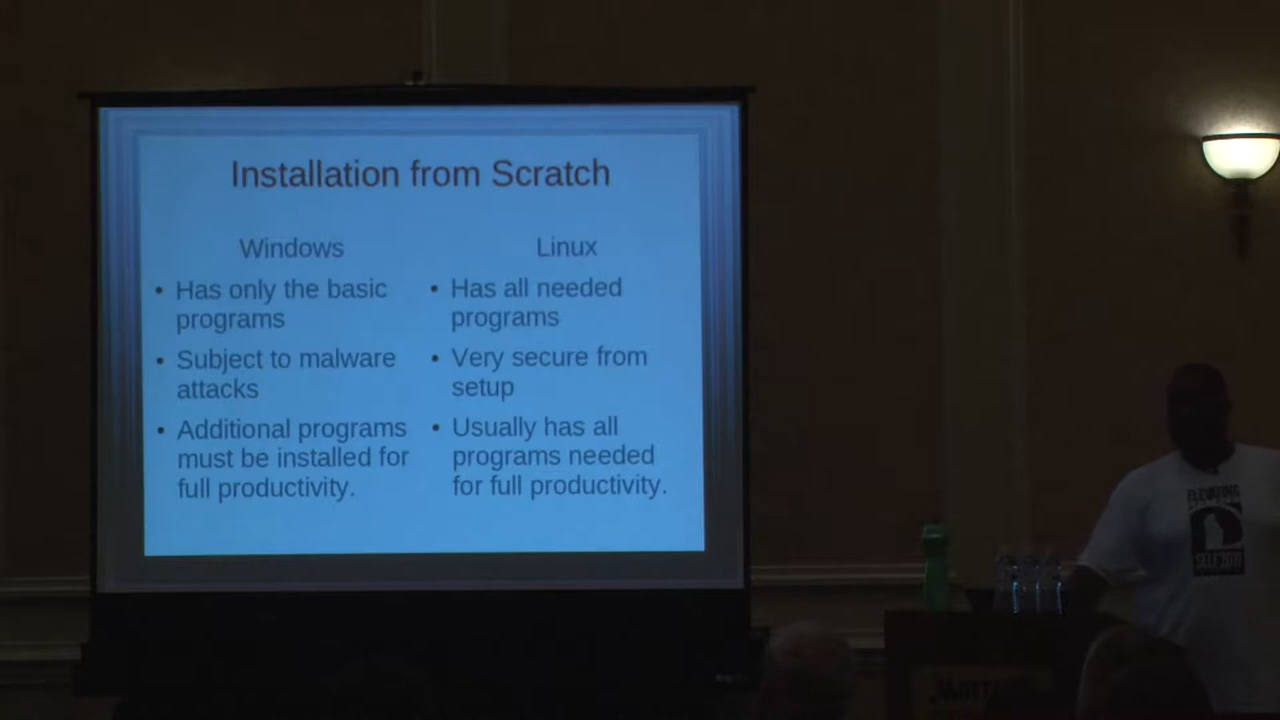 Installation from Scratch
Windows
• Has only the basic
programs
• Subject to malware
attacks
• Additional programs
must be installed for
full productivity.
Linux
• Has all needed
programs
• Very secure from
setup
• Usually has all
programs needed
for full productivity.
ELEVATING